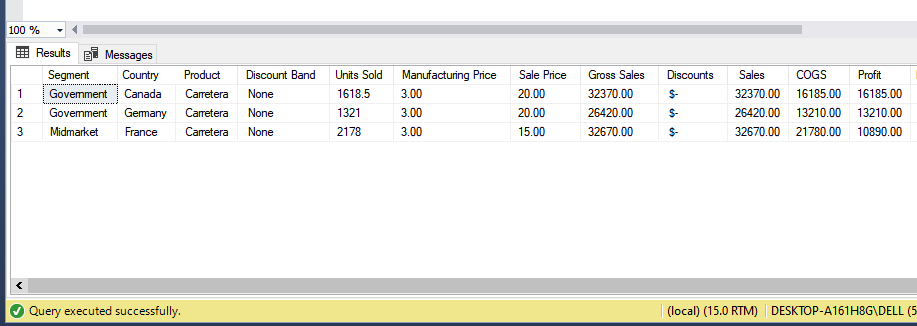 100 %
Results Messages
Segment Country Product Discount Band Units Sold Manufacturing Price Sale Price Gross Sales Discounts Sales COGS Profit
1 Government Canada Carretera None 1618.5 3.00 20.00 32370.00 $- 32370.00 16185.00 16185.00
2 Government Germany Carretera None 1321 3.00 20.00 26420.00 $- 26420.00 13210.00 13210.00
3 Midmarket France Carretera None 2178 3.00 15.00 32670.00 $- 32670.00 21780.00 10890.00
Query executed successfully. (local) (15.0 RTM) DESKTOP-A161H8G\DELL (5